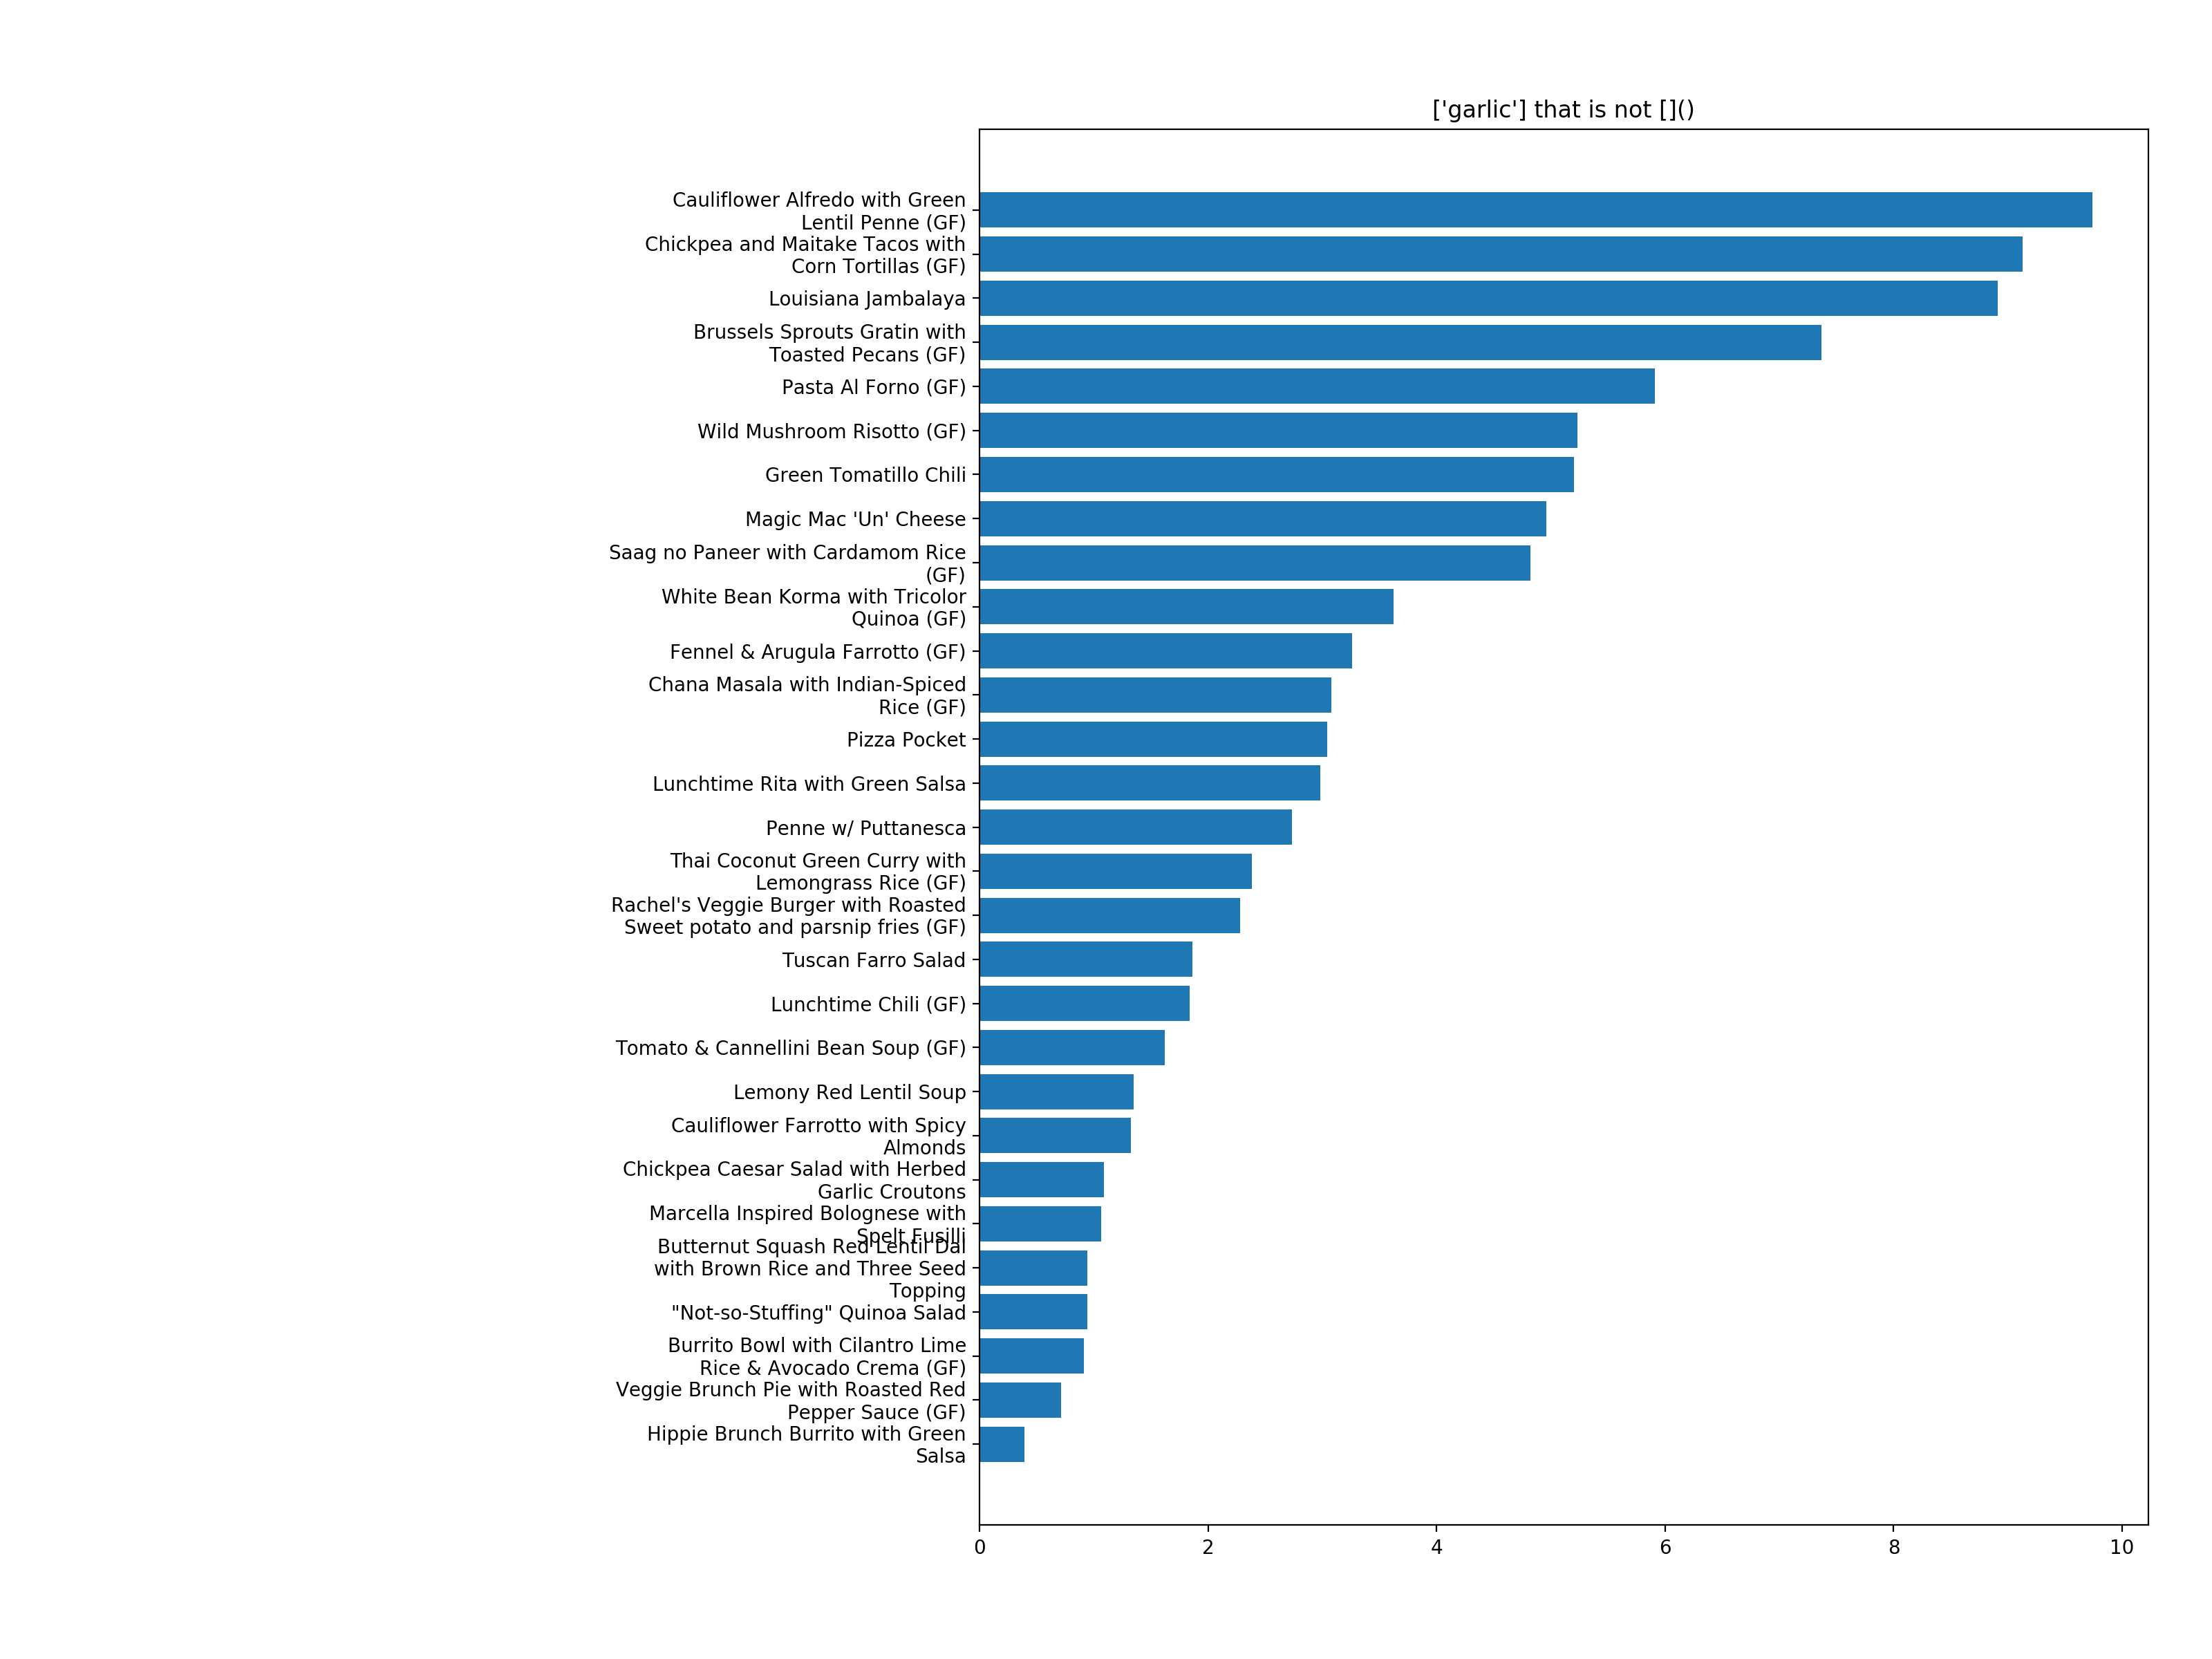 ['garlic'] that is not []()
Cauliflower Alfredo with Green
Lentil Penne (GF)
Chickpea and Maitake Tacos with
Corn Tortillas (GF)
Louisiana Jambalaya
Brussels Sprouts Gratin with
Toasted Pecans (GF)
Pasta Al Forno (GF)
Wild Mushroom Risotto (GF)
Green Tomatillo Chili
Magic Mac 'Un' Cheese
Saag no Paneer with Cardamom Rice
(GF)
White Bean Korma with Tricolor
Quinoa (GF)
Fennel & Arugula Farrotto (GF)
Chana Masala with Indian-Spiced
Rice (GF)
Pizza Pocket
Lunchtime Rita with Green Salsa
Penne w/ Puttanesca
Thai Coconut Green Curry with
Lemongrass Rice (GF)
Rachel's Veggie Burger with Roasted
Sweet potato and parsnip fries (GF)
Tuscan Farro Salad
Lunchtime Chili (GF)
Tomato & Cannellini Bean Soup (GF)
Lemony Red Lentil Soup
Cauliflower Farrotto with Spicy
Almonds
Chickpea Caesar Salad with Herbed
Garlic Croutons
Marcella Inspired Bolognese with
Spelt Fusilli
Butternut Squash Red Lentil Dal
with Brown Rice and Three Seed
Topping
"Not-so-Stuffing" Quinoa Salad
Burrito Bowl with Cilantro Lime
Rice & Avocado Crema (GF)
Veggie Brunch Pie with Roasted Red
Pepper Sauce (GF)
Hippie Brunch Burrito with Green
Salsa
0 2 4 6 8 10